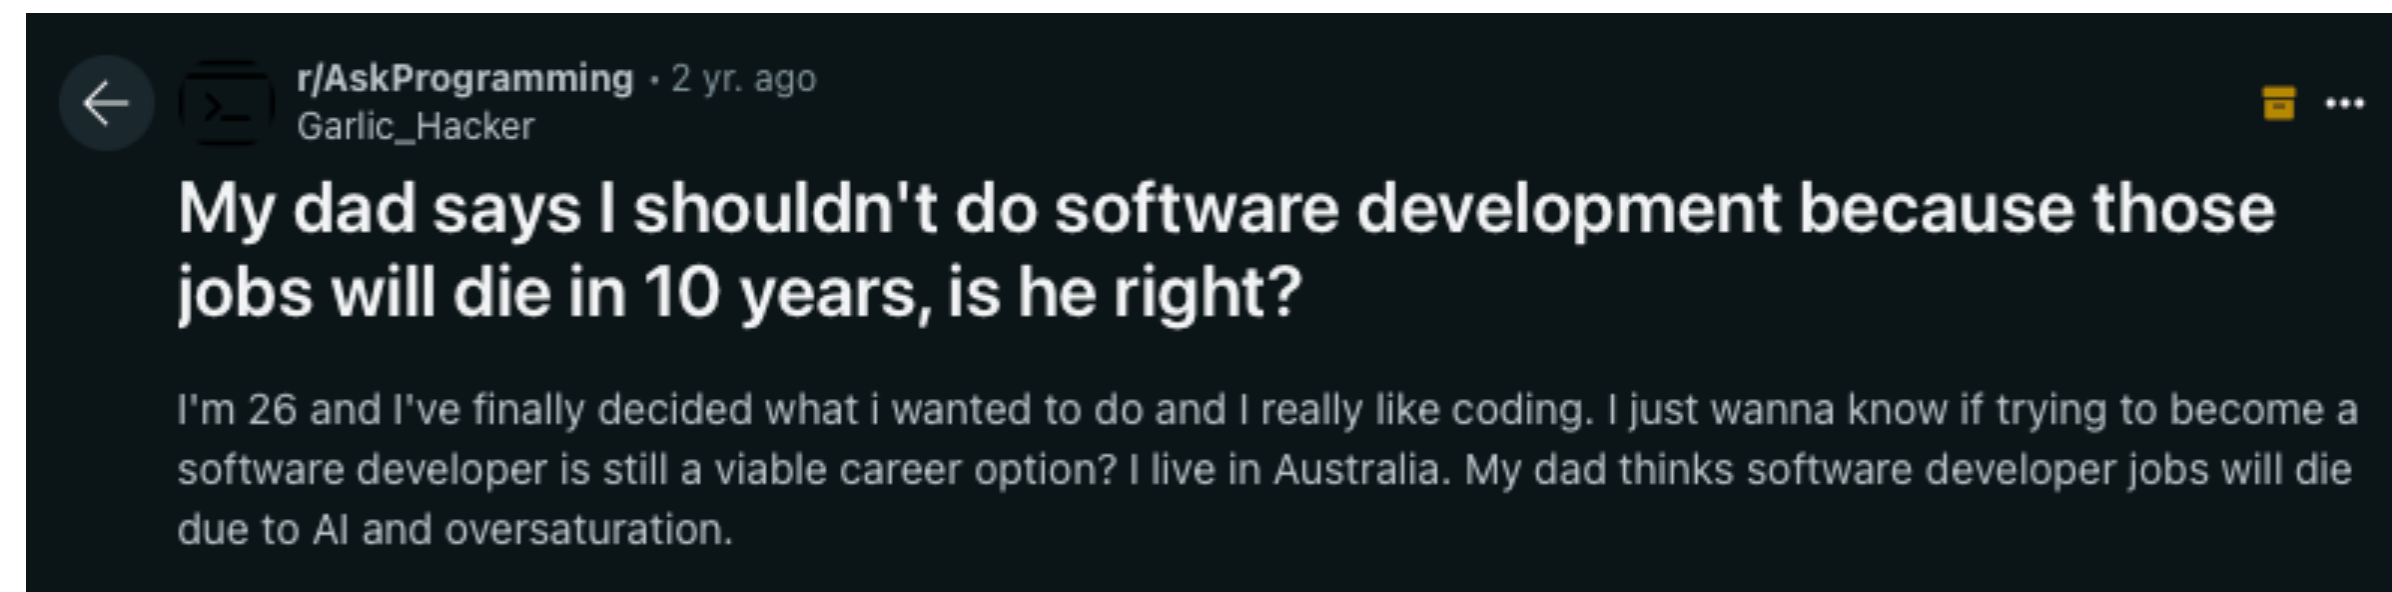 r/AskProgramming • 2 yr. ago
Garlic_Hacker
My dad says I shouldn't do software development because those
jobs will die in 10 years, is he right?
I'm 26 and I've finally decided what i wanted to do and I really like coding. I just wanna know if trying to become a
software developer is still a viable career option? I live in Australia. My dad thinks software developer jobs will die
due to AI and oversaturation.